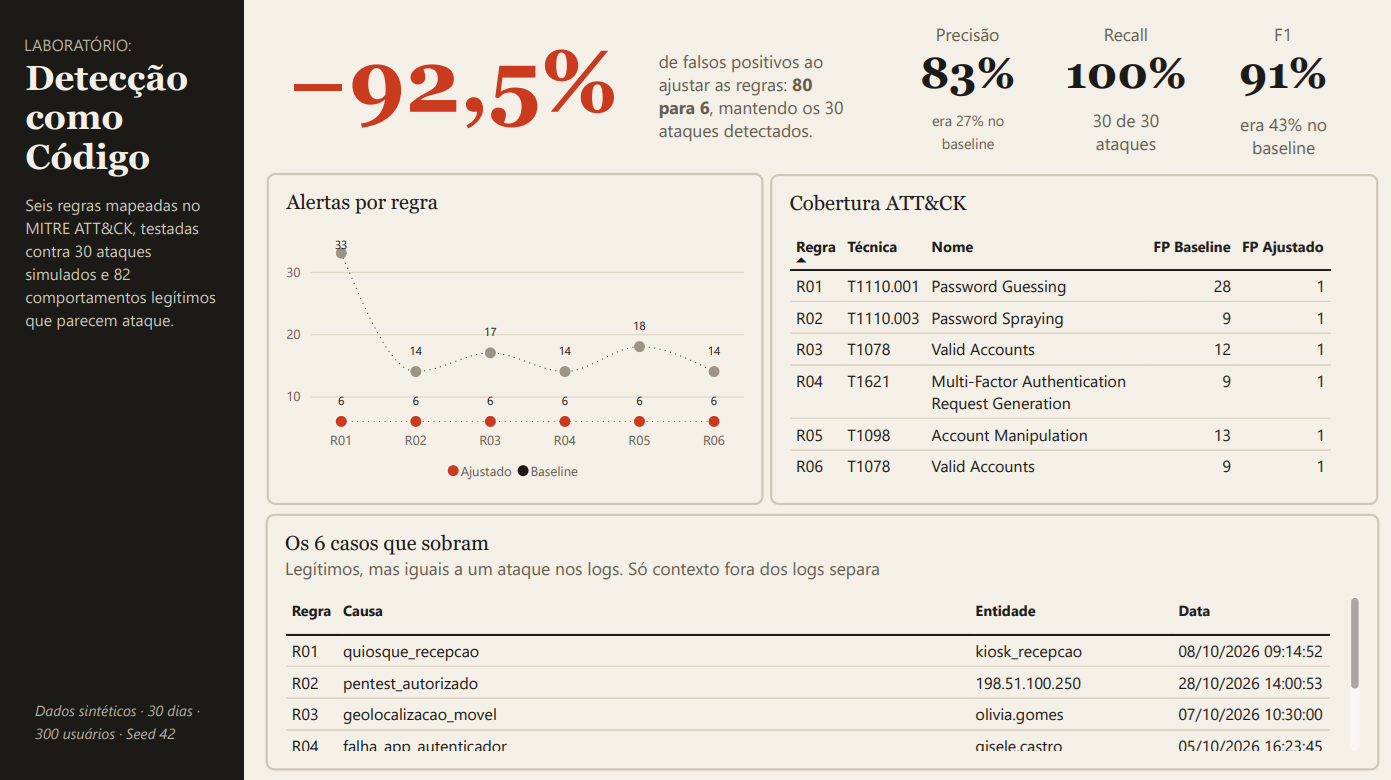 LABORATÓRIO:
Detecção
como
Código
Seis regras mapeadas no
MITRE ATT&CK, testadas
contra 30 ataques
simulados e 82
comportamentos legítimos
que parecem ataque.
Dados sintéticos · 30 dias ·
300 usuários · Seed 42
−92,5%
de falsos positivos ao
ajustar as regras: 80
para 6, mantendo os 30
ataques detectados.
Precisão
83%
era 27% no
baseline
Recall
100%
30 de 30
ataques
F1
91%
era 43% no
baseline
Alertas por regra
33
30
20
10
14
17
14
18
14
6
6
6
6
6
6
R01 R02 R03 R04 R05 R06
Ajustado Baseline
Cobertura ATT&CK
Regra Técnica Nome FP Baseline FP Ajustado
R01 T1110.001 Password Guessing 28 1
R02 T1110.003 Password Spraying 9 1
R03 T1078 Valid Accounts 12 1
R04 T1621 Multi-Factor Authentication 9 1
Request Generation
R05 T1098 Account Manipulation 13 1
R06 T1078 Valid Accounts 9 1
Os 6 casos que sobram
Legítimos, mas iguais a um ataque nos logs. Só contexto fora dos logs separa
Regra Causa Entidade Data
R01 quiosque_recepcao kiosk_recepcao 08/10/2026 09:14:52
R02 pentest_autorizado 198.51.100.250 28/10/2026 14:00:53
R03 geolocalizacao_movel olivia.gomes 07/10/2026 10:30:00
R04 falha_app_autenticador gisele.castro 05/10/2026 16:23:45